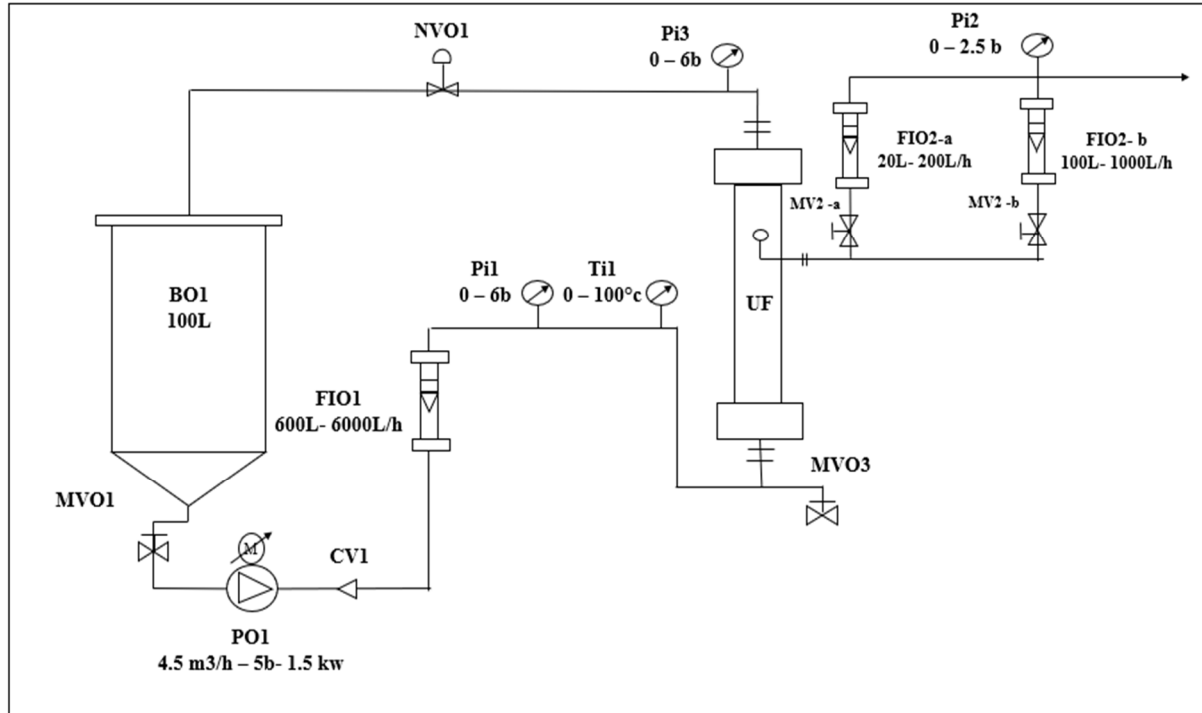 NVO1
Pi3
0 – 6b
Pi2
0 – 2.5 b
FIO2-a
20L- 200L/h
FIO2- b
100L- 1000L/h
MV2 -a
MV2 -b
BO1
100L
Pi1
0 – 6b
Ti1
0 – 100°c
UF
FIO1
600L- 6000L/h
MVO3
MVO1
M
CV1
PO1
4.5 m3/h – 5b- 1.5 kw